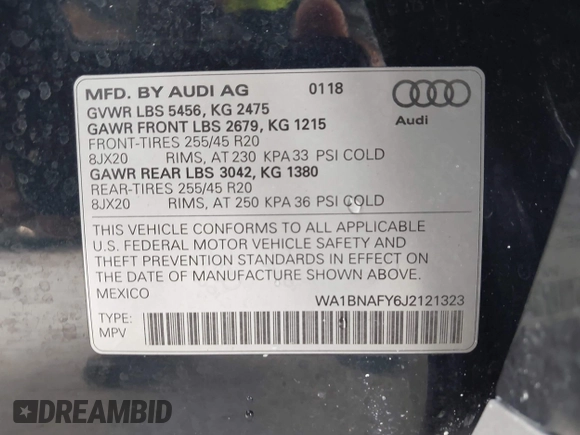 MFD. BY AUDI AG 0118
GVWR LBS 5456, KG 2475
GAWR FRONT LBS 2679, KG 1215
FRONT-TIRES 255/45 R20
8JX20 RIMS, AT 230 KPA 33 PSI COLD
GAWR REAR LBS 3042, KG 1380
REAR-TIRES 255/45 R20
8JX20 RIMS, AT 250 KPA 36 PSI COLD
Audi
THIS VEHICLE CONFORMS TO ALL APPLICABLE
U.S. FEDERAL MOTOR VEHICLE SAFETY AND
THEFT PREVENTION STANDARDS IN EFFECT ON
THE DATE OF MANUFACTURE SHOWN ABOVE.
MEXICO WA1BNAFY6J2121323
TYPE:
MPV
DREAMBID